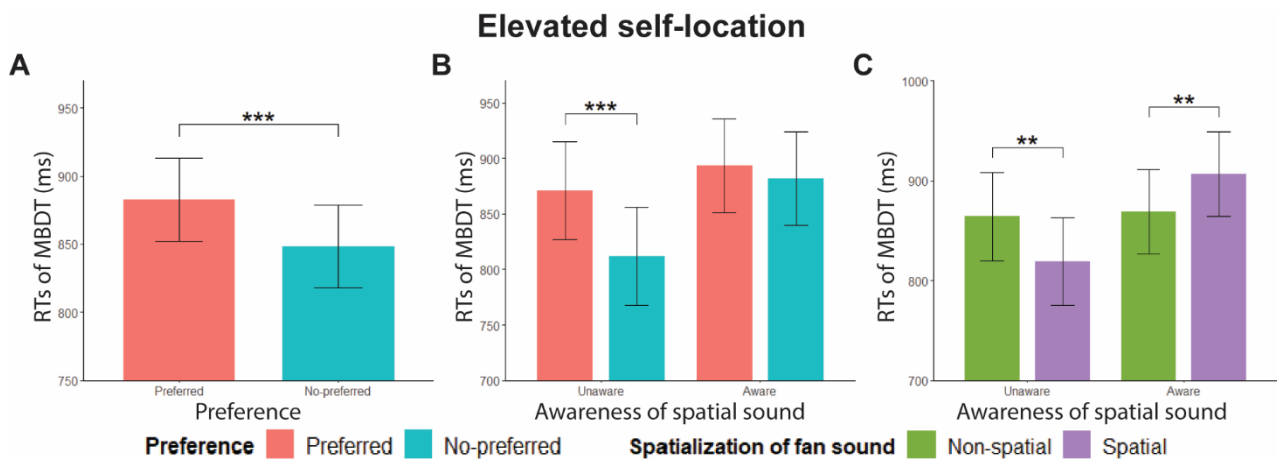 Elevated self-location
A
RTs of MBDT (ms)
950
900
850
800
750
***
Preferred No-preferred
Preference
B
RTs of MBDT (ms)
950
900
850
800
750
700
***
Unaware Aware
Awareness of spatial sound
C
RTs of MBDT (ms)
1000
900
800
700
**
**
Unaware Aware
Awareness of spatial sound
Preference Preferred No-preferred Spatialization of fan sound Non-spatial Spatial